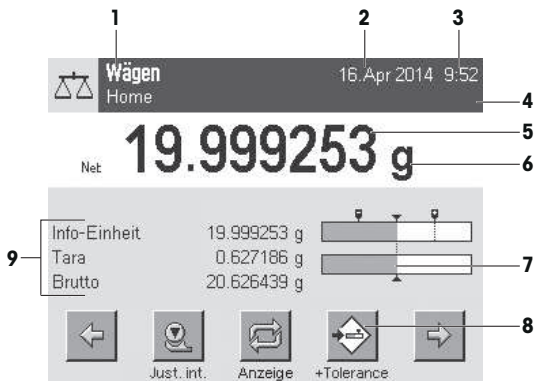 1 2 3
Wägen 16.Apr 2014 9:52
Home
4
5
Net 19.999253 g
6
Info-Einheit 19.999253 g
9 Tara 0.627186 g 7
Brutto 20.626439 g
8
Just. int. Anzeige +Tolerance